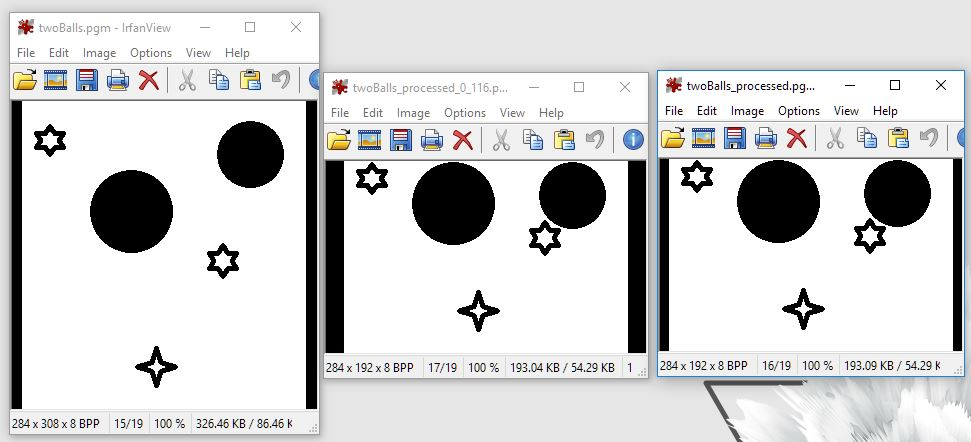 twoBalls.pgm - IrfanView
File Edit Image Options View Help
284 x 308 x 8 BPP 15/19 100 % 326.46 KB / 86.46 K
twoBalls_processed_0_116.p...
File Edit Image Options View Help
284 x 192 x 8 BPP 17/19 100 % 193.04 KB / 54.29 KB 1
twoBalls_processed.pg...
File Edit Image Options View Help
284 x 192 x 8 BPP 16/19 100 % 193.09 KB / 54.29 K